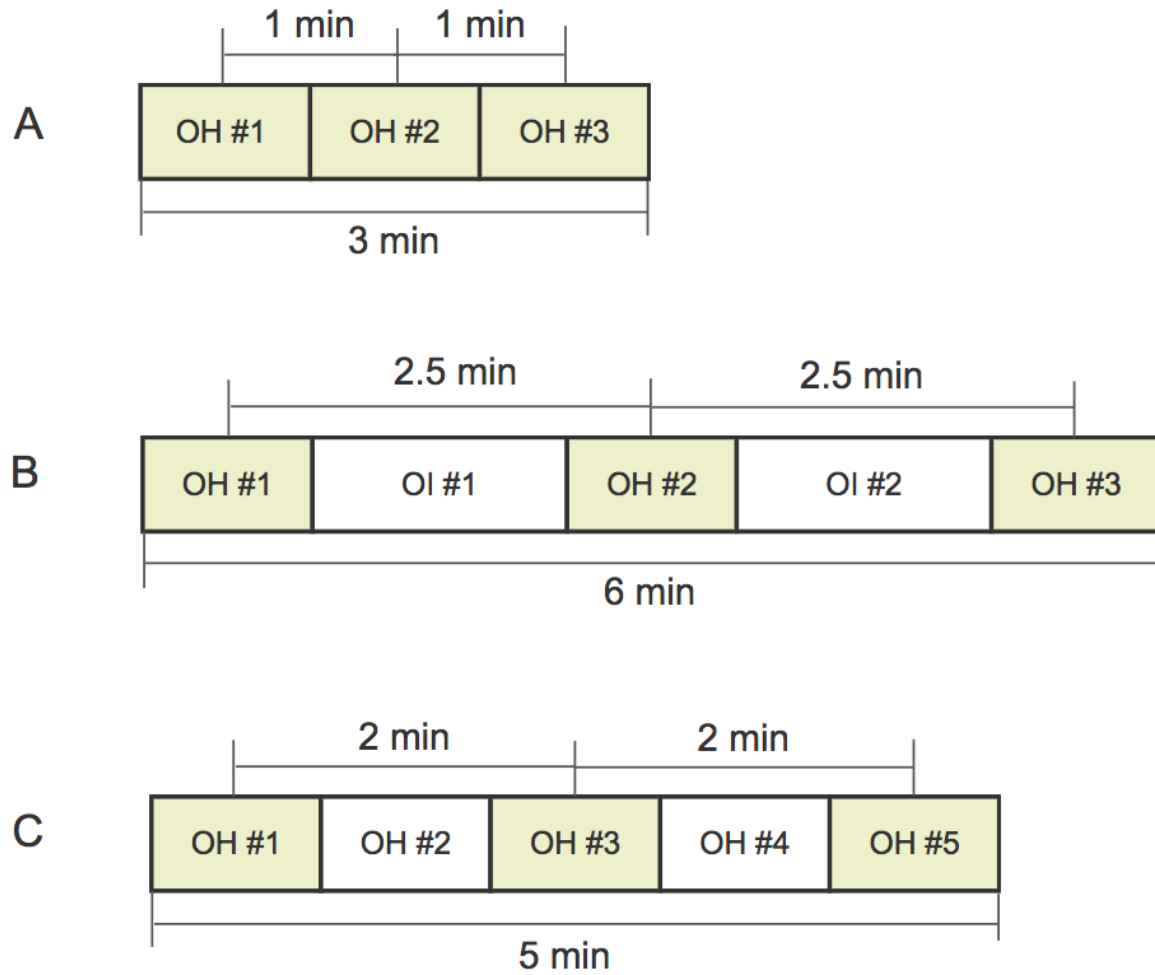 1 min 1 min
A OH #1 OH #2 OH #3
3 min
2.5 min 2.5 min
B OH #1 OI #1 OH #2 OI #2 OH #3
6 min
2 min 2 min
C OH #1 OH #2 OH #3 OH #4 OH #5
5 min